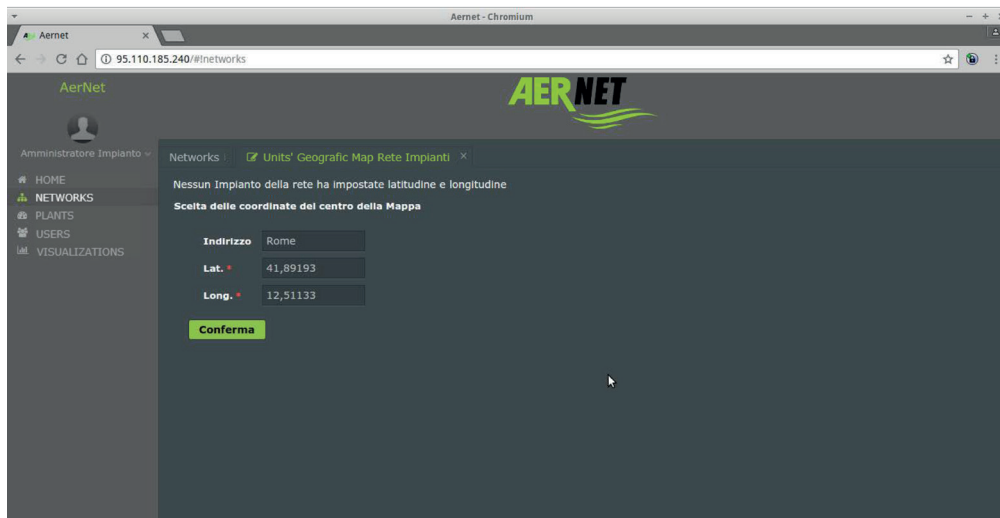 Aernet - Chromium
Aernet
95.110.185.240/#!networks
AerNet
AERNET
Amministratore Impianto
Networks
Units' Geografic Map Rete Impianti
HOME
NETWORKS
PLANTS
USERS
VISUALIZATIONS
Nessun Impianto della rete ha impostate latitudine e longitudine
Scelta delle coordinate del centro della Mappa
Indirizzo Rome
Lat. * 41,89193
Long. * 12,51133
Conferma